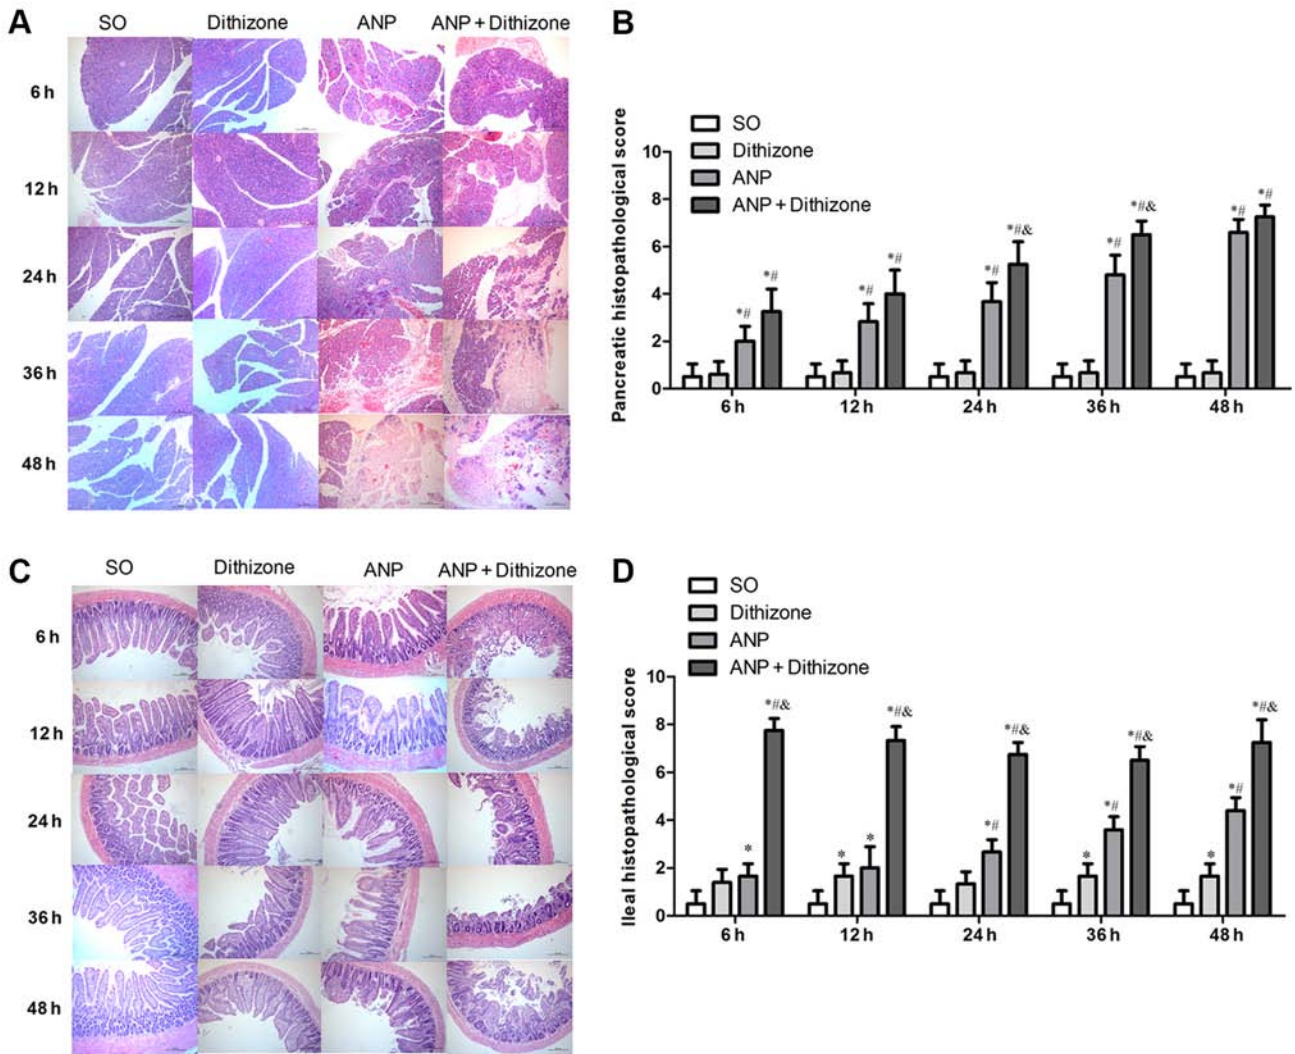 A
SO Dithizone ANP ANP + Dithizone
6 h
12 h
24 h
36 h
48 h
B
SO
Dithizone
ANP
ANP + Dithizone
Pancreatic histopathological score
10
8
6
4
2
0
*# *# *# *# *# *#& *# *#& *# *#
6 h 12 h 24 h 36 h 48 h
C
SO Dithizone ANP ANP + Dithizone
6 h
12 h
24 h
36 h
48 h
D
SO
Dithizone
ANP
ANP + Dithizone
Ileal histopathological score
10
8
6
4
2
0
* *#& * * *#& *# *#& * *# *#& * *# *#&
6 h 12 h 24 h 36 h 48 h